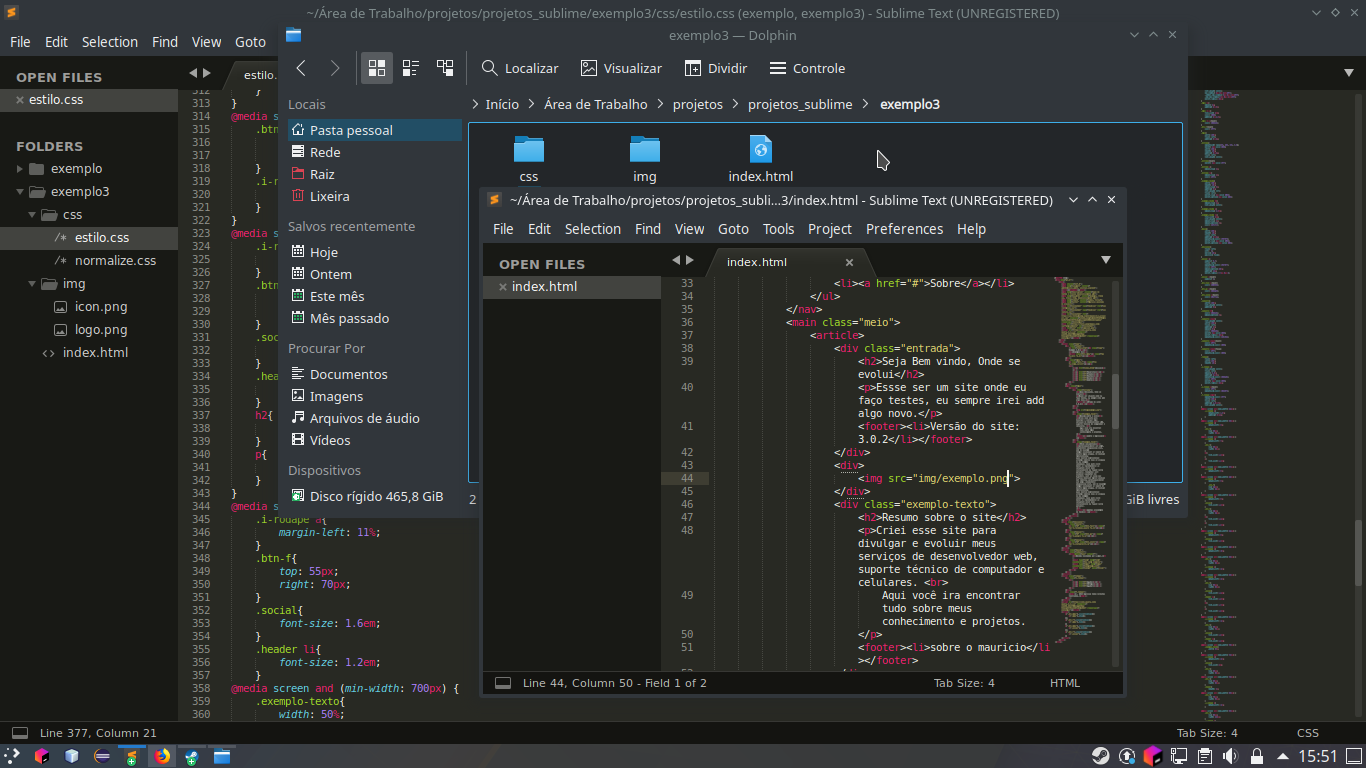 ~/Área de Trabalho/projetos/projetos_sublime/exemplo3/css/estilo.css (exemplo, exemplo3) - Sublime Text (UNREGISTERED)
File Edit Selection Find View Goto
OPEN FILES
estilo.css
FOLDERS
exemplo
exemplo3
css
/* estilo.css
/* normalize.css
img
icon.png
logo.png
<> index.html
estilo.
312 }
313 }
314 @media s
315 .btn
316
317
318 }
319 .i-r
320
321 }
322 }
323 @media s
324 .i-r
325
326 }
327 .btn
328
329
330 }
331 .soc
332
333 }
334 .hea
335
336 }
337 h2{
338
339 }
340 p{
341
342 }
343 }
344 @media s
345 .i-rodape a{
346 margin-left: 11%;
347 }
348 .btn-f{
349 top: 55px;
350 right: 70px;
351 }
352 .social{
353 font-size: 1.6em;
354 }
355 .header li{
356 font-size: 1.2em;
357 }
358 @media screen and (min-width: 700px) {
359 .exemplo-texto{
360 width: 50%;
exemplo3 — Dolphin
Localizar Visualizar Dividir Controle
Locais
Pasta pessoal
Rede
Raiz
Lixeira
Salvos recentemente
Hoje
Ontem
Este mês
Mês passado
Procurar Por
Documentos
Imagens
Arquivos de áudio
Vídeos
Dispositivos
Disco rígido 465,8 GiB
> Início > Área de Trabalho > projetos > projetos_sublime > exemplo3
css img index.html
2
GiB livres
~/Área de Trabalho/projetos/projetos_subli...3/index.html - Sublime Text (UNREGISTERED)
File Edit Selection Find View Goto Tools Project Preferences Help
OPEN FILES
index.html
index.html
33 <li><a href="#">Sobre</a></li>
34 </ul>
35 </nav>
36 <main class="meio">
37 <article>
38 <div class="entrada">
39 <h2>Seja Bem vindo, Onde se
evolui</h2>
40 <p>Essse ser um site onde eu
faço testes, eu sempre irei add
algo novo.</p>
41 <footer><li>Versão do site:
3.0.2</li></footer>
42 </div>
43 <div>
44 <img src="img/exemplo.png">
45 </div>
46 <div class="exemplo-texto">
47 <h2>Resumo sobre o site</h2>
48 <p>Criei esse site para
divulgar e evoluir meus
serviços de desenvolvedor web,
suporte técnico de computador e
celulares. <br>
49 Aqui você ira encontrar
tudo sobre meus
conhecimento e projetos.
50 </p>
51 <footer><li>sobre o mauricio</li
></footer>
Line 44, Column 50 - Field 1 of 2 Tab Size: 4 HTML
Line 377, Column 21 Tab Size: 4 CSS
15:51